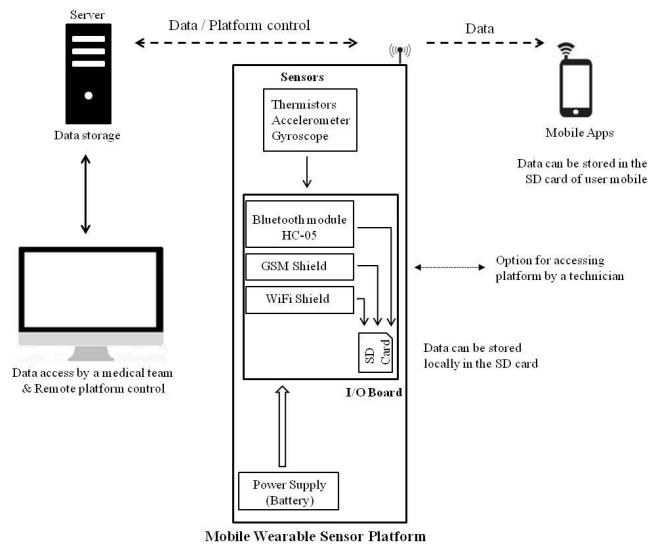 Server
Data / Platform control
Data
Data storage
Sensors
Thermistors
Accelerometer
Gyroscope
Mobile Apps
Data can be stored in the
SD card of user mobile
Bluetooth module
HC-05
GSM Shield
WiFi Shield
SD
Card
I/O Board
Option for accessing
platform by a technician
Data can be stored
locally in the SD card
Data access by a medical team
& Remote platform control
Power Supply
(Battery)
Mobile Wearable Sensor Platform